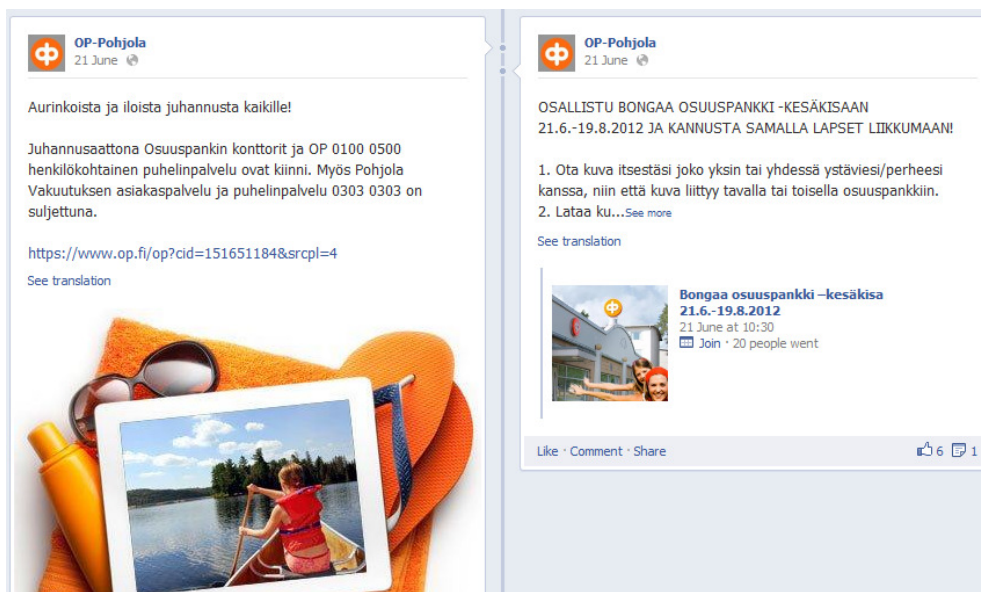 OP-Pohjola
21 June
Aurinkoista ja iloista juhannusta kaikille!
Juhannusaattona Osuuspankin konttorit ja OP 0100 0500
henkilökohtainen puhelinpalvelu ovat kiinni. Myös Pohjola
Vakuutuksen asiakaspalvelu ja puhelinpalvelu 0303 0303 on
suljettuna.
https://www.op.fi/op?cid=151651184&srcpl=4
See translation
OP-Pohjola
21 June
OSALLISTU BONGAA OSUUSPANKKI -KESÄKISAAN
21.6.-19.8.2012 JA KANNUSTA SAMALLA LAPSET LIIKKUMAAN!
1. Ota kuva itsestäsi joko yksin tai yhdessä ystäviesi/perheesi
kanssa, niin että kuva liittyy tavalla tai toisella osuuspankkiin.
2. Lataa ku...See more
See translation
Bongaa osuuspankki –kesäkisa
21.6.-19.8.2012
21 June at 10:30
Join · 20 people went
Like · Comment · Share 6 1